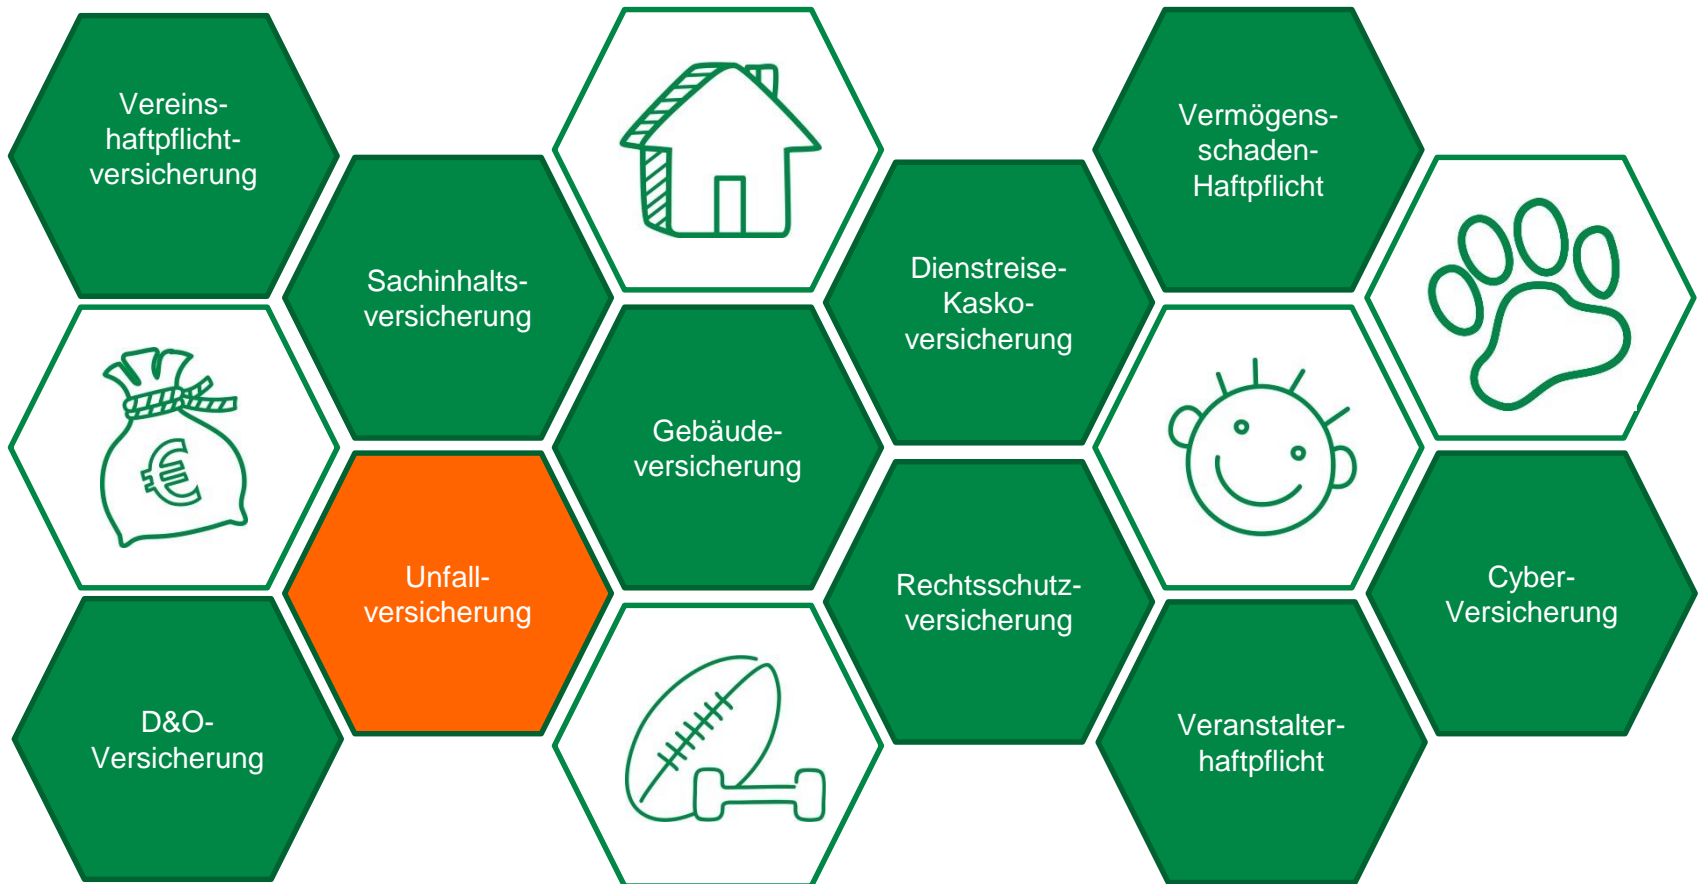 Vereins-
haftpflicht-
versicherung
Sachinhalts-
versicherung
Dienstreise-
Kasko-
versicherung
Vermögens-
schaden-
Haftpflicht
€
Gebäude-
versicherung
Unfall-
versicherung
Rechtsschutz-
versicherung
Cyber-
Versicherung
D&O-
Versicherung
Veranstalter-
haftpflicht